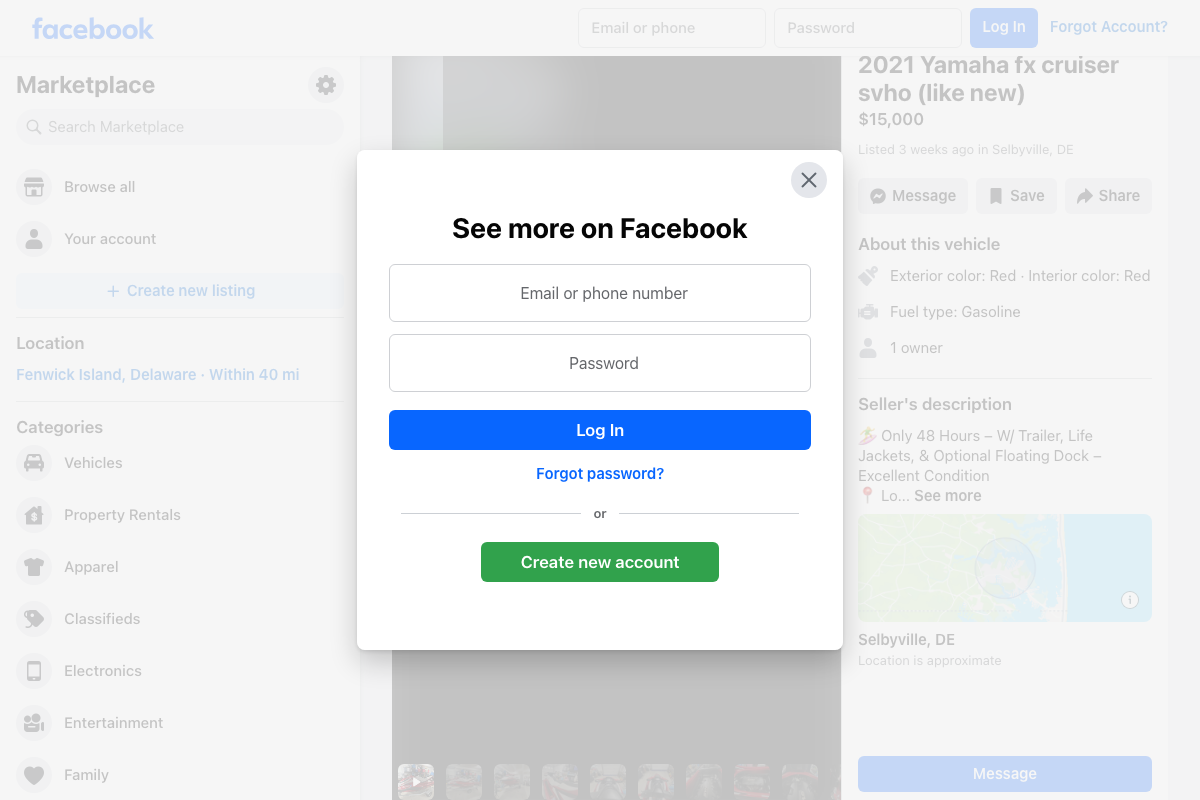 facebook
Email or phone
Password
Log In
Forgot Account?
Marketplace
Search Marketplace
Browse all
Your account
Create new listing
Location
Fenwick Island, Delaware · Within 40 mi
Categories
Vehicles
Property Rentals
Apparel
Classifieds
Electronics
Entertainment
Family
See more on Facebook
Email or phone number
Password
Log In
Forgot password?
or
Create new account
2021 Yamaha fx cruiser
svho (like new)
$15,000
Listed 3 weeks ago in Selbyville, DE
Message
Save
Share
About this vehicle
Exterior color: Red · Interior color: Red
Fuel type: Gasoline
1 owner
Seller's description
Only 48 Hours – W/ Trailer, Life
Jackets, & Optional Floating Dock –
Excellent Condition
Lo... See more
Selbyville, DE
Location is approximate
Message